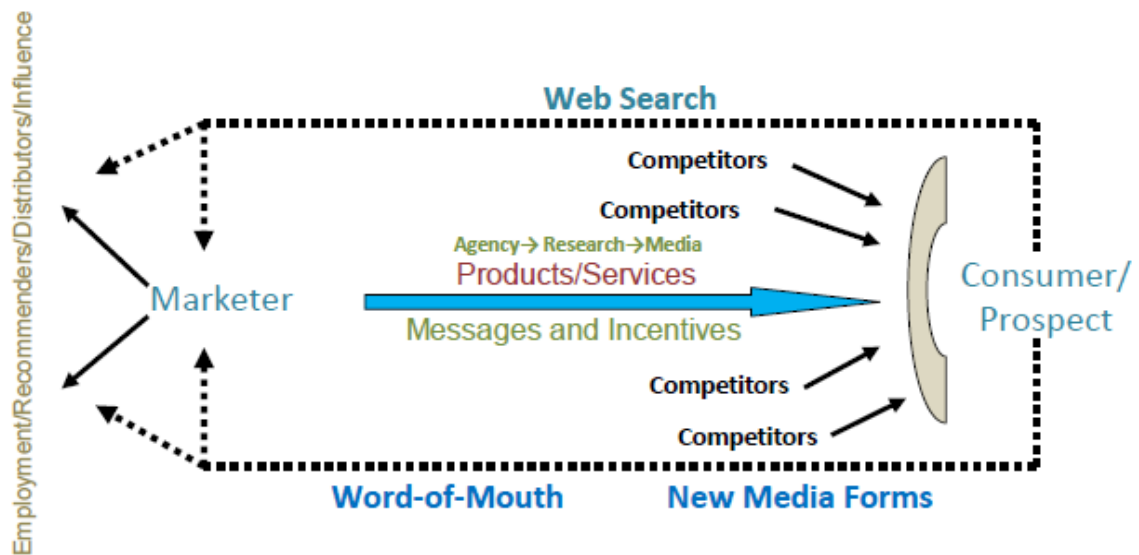 Employment/Recommenders/Distributors/Influence
Web Search
Competitors
Competitors
Agency→ Research→Media
Products/Services
Marketer
Messages and Incentives
Consumer/
Prospect
Competitors
Competitors
Word-of-Mouth
New Media Forms